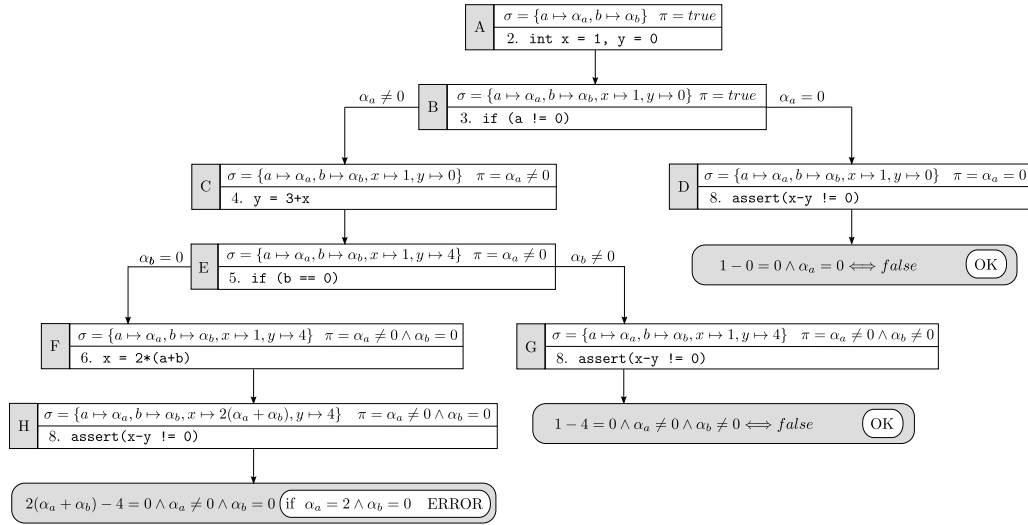 A
σ = {a ↦ α_a, b ↦ α_b} π = true
2. int x = 1, y = 0
α_a ≠ 0
B
σ = {a ↦ α_a, b ↦ α_b, x ↦ 1, y ↦ 0} π = true
α_a = 0
3. if (a != 0)
C
σ = {a ↦ α_a, b ↦ α_b, x ↦ 1, y ↦ 0} π = α_a ≠ 0
4. y = 3+x
D
σ = {a ↦ α_a, b ↦ α_b, x ↦ 1, y ↦ 0} π = α_a = 0
8. assert(x-y != 0)
α_b = 0
E
σ = {a ↦ α_a, b ↦ α_b, x ↦ 1, y ↦ 4} π = α_a ≠ 0
α_b ≠ 0
5. if (b == 0)
1 − 0 = 0 ∧ α_a = 0 ⟺ false OK
F
σ = {a ↦ α_a, b ↦ α_b, x ↦ 1, y ↦ 4} π = α_a ≠ 0 ∧ α_b = 0
6. x = 2*(a+b)
G
σ = {a ↦ α_a, b ↦ α_b, x ↦ 1, y ↦ 4} π = α_a ≠ 0 ∧ α_b ≠ 0
8. assert(x-y != 0)
H
σ = {a ↦ α_a, b ↦ α_b, x ↦ 2(α_a + α_b), y ↦ 4} π = α_a ≠ 0 ∧ α_b = 0
8. assert(x-y != 0)
1 − 4 = 0 ∧ α_a ≠ 0 ∧ α_b ≠ 0 ⟺ false OK
2(α_a + α_b) − 4 = 0 ∧ α_a ≠ 0 ∧ α_b = 0 if α_a = 2 ∧ α_b = 0 ERROR